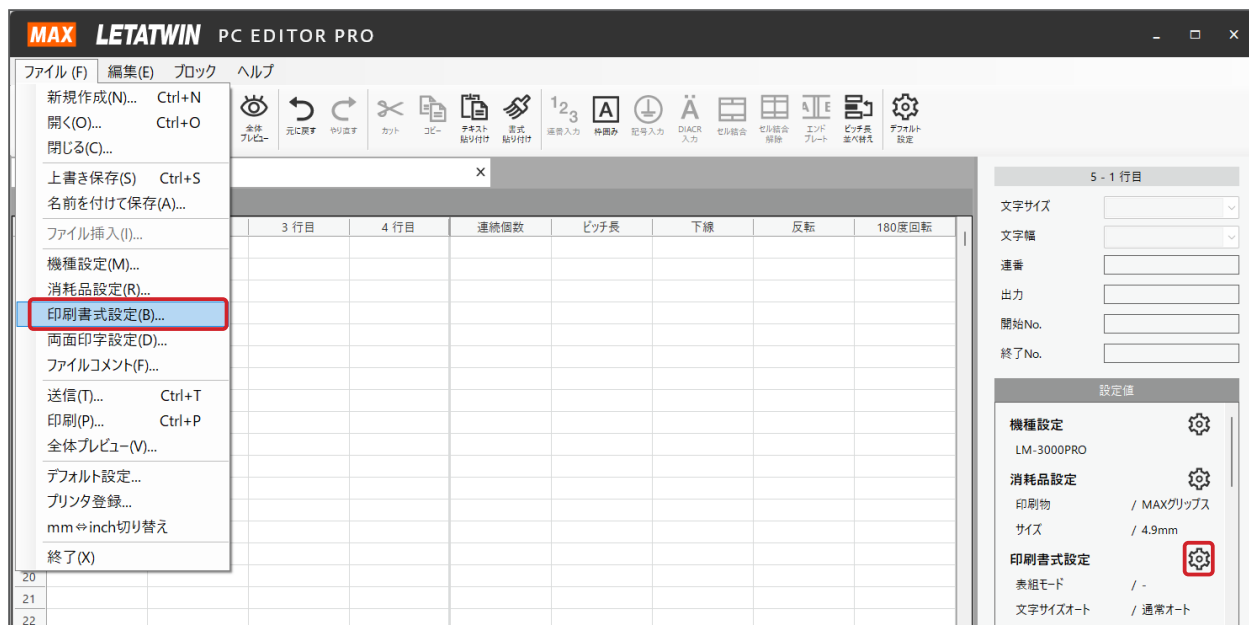 MAX LETATWIN PC EDITOR PRO
ファイル (F) 編集(E) ブロック ヘルプ
新規作成(N)... Ctrl+N
開く(O)... Ctrl+O
閉じる(C)...
上書き保存(S) Ctrl+S
名前を付けて保存(A)...
ファイル挿入(I)...
機種設定(M)...
消耗品設定(R)...
印刷書式設定(B)...
両面印字設定(D)...
ファイルコメント(F)...
送信(T)... Ctrl+T
印刷(P)... Ctrl+P
全体プレビュー(V)...
デフォルト設定...
プリンタ登録...
mm⇔inch切り替え
終了(X)
全体プレビュー
元に戻す
やり直す
カット
コピー
テキスト貼り付け
書式貼り付け
連番入力
枠囲み
記号入力
DIACR入力
セル結合
セル結合解除
エンドプレート
ピッチ長並べ替え
デフォルト設定
3 行目 4 行目 連続個数 ピッチ長 下線 反転 180度回転
20
21
22
5 - 1 行目
文字サイズ
文字幅
連番
出力
開始No.
終了No.
設定値
機種設定
LM-3000PRO
消耗品設定
印刷物 / MAXグリップス
サイズ / 4.9mm
印刷書式設定
表組モード / -
文字サイズオート / 通常オート